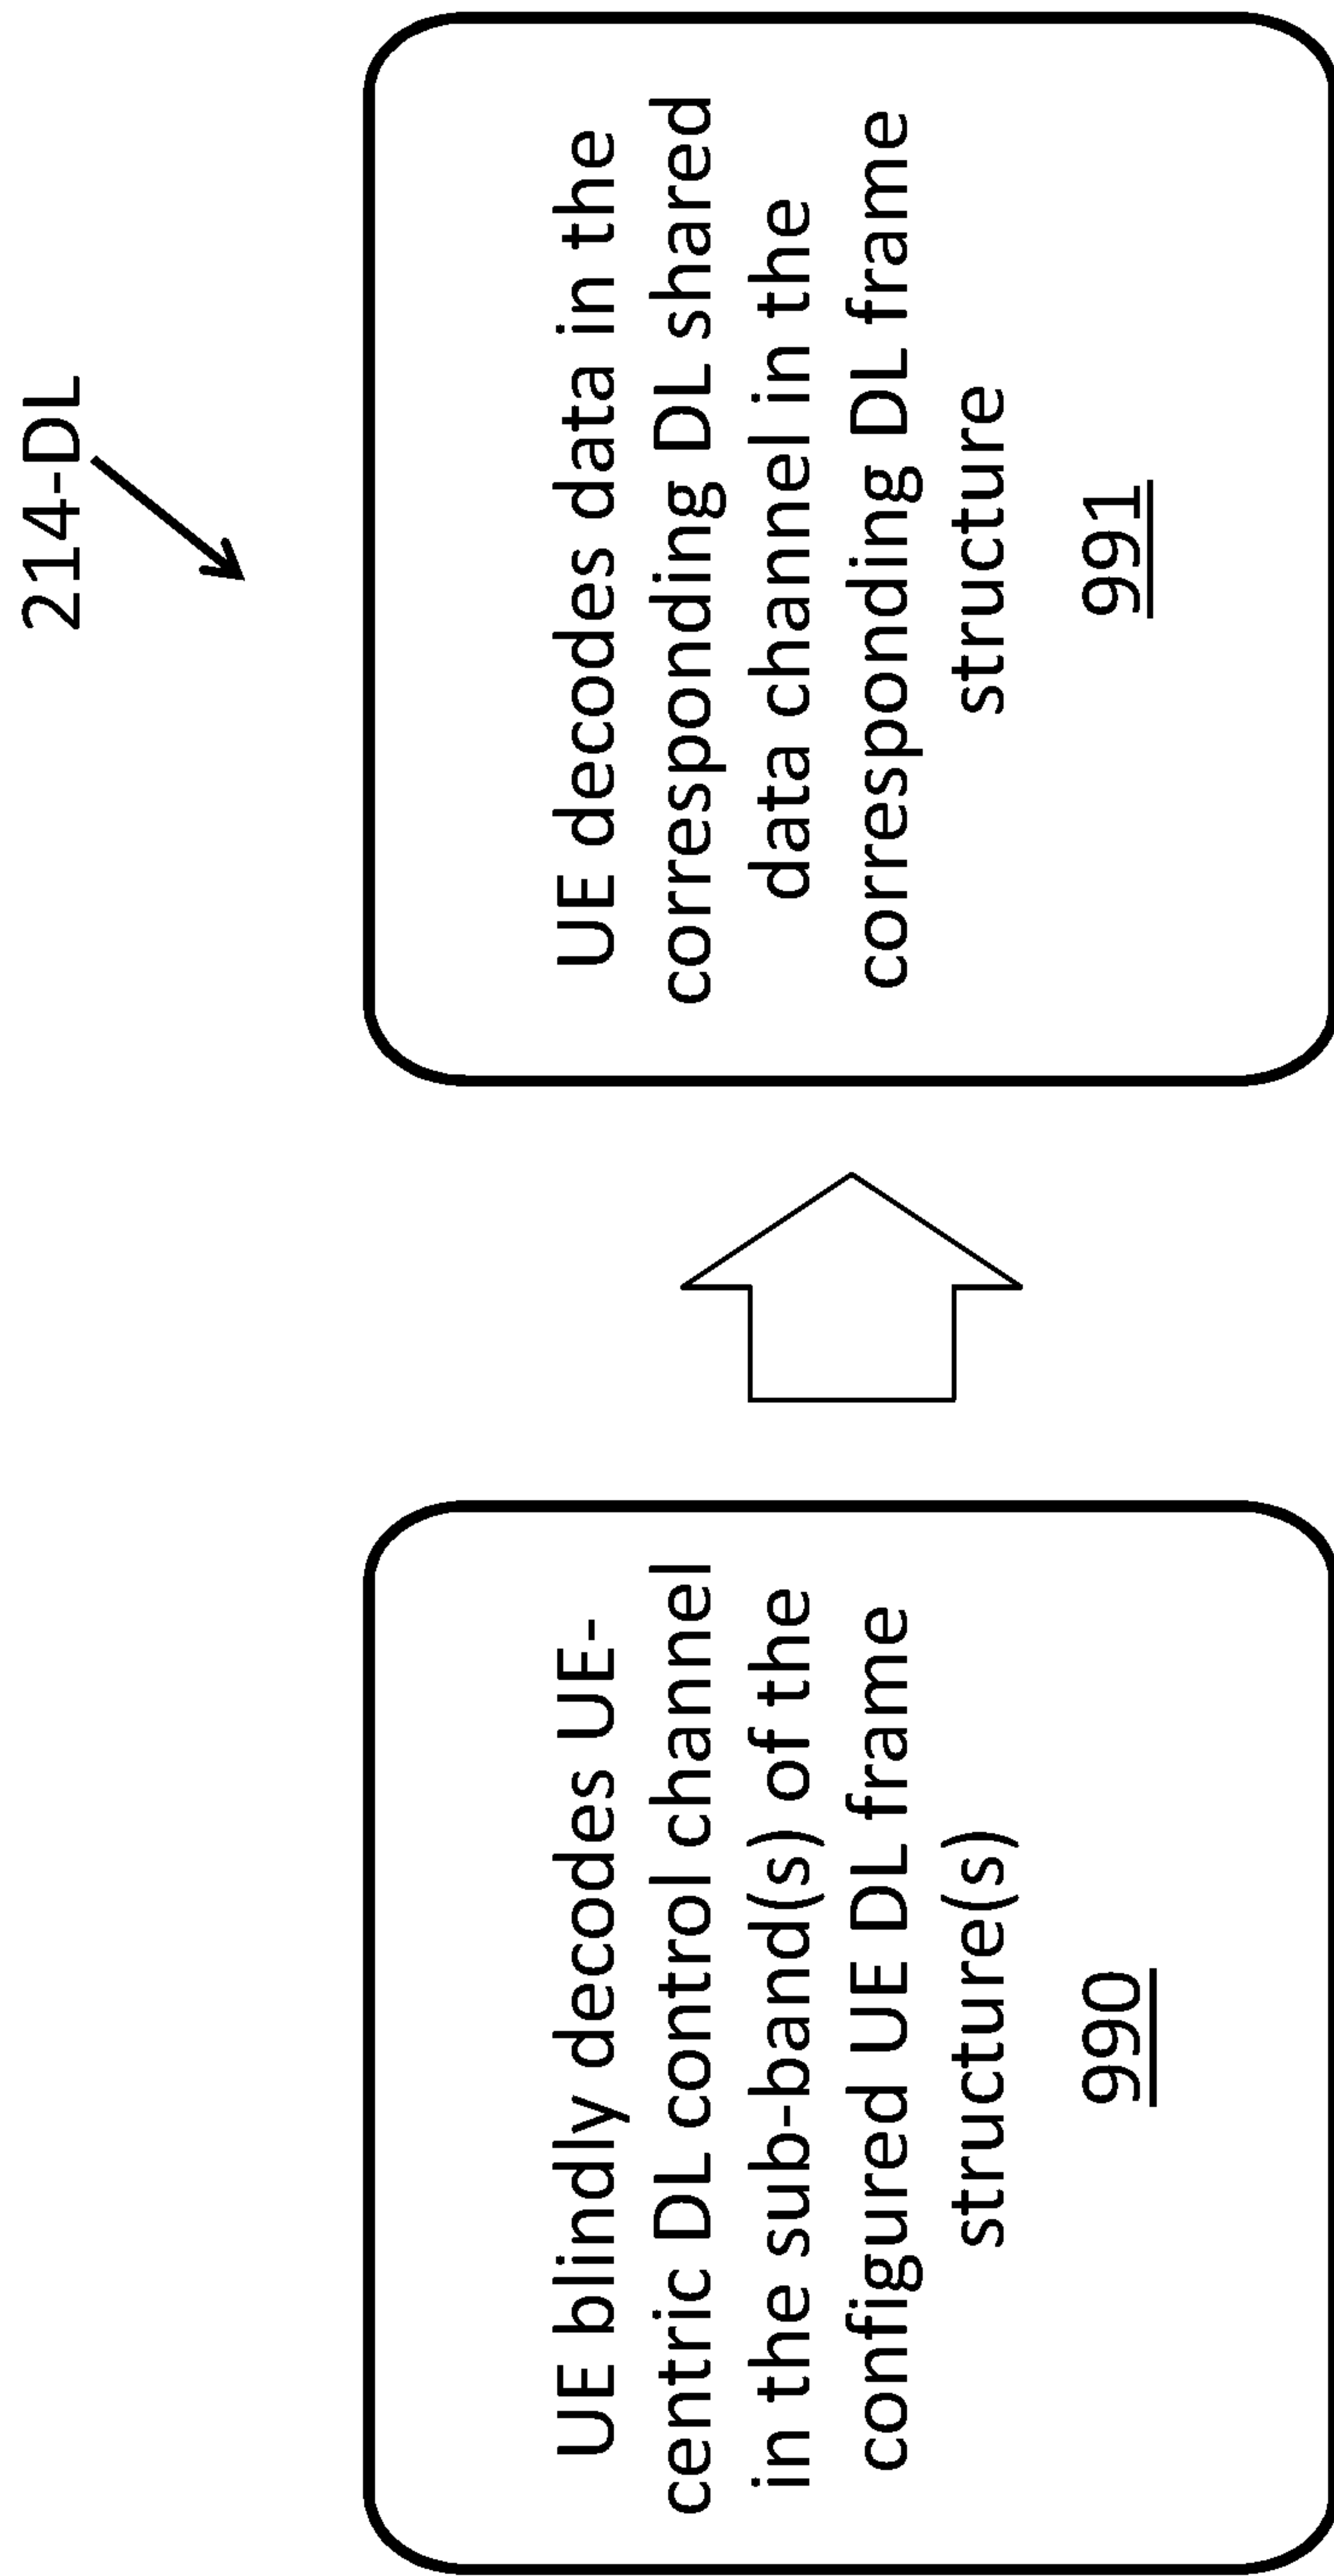 214-DL
UE blindly decodes UE-
centric DL control channel
in the sub-band(s) of the
configured UE DL frame
structure(s)
990
UE decodes data in the
corresponding DL shared
data channel in the
corresponding DL frame
structure
991